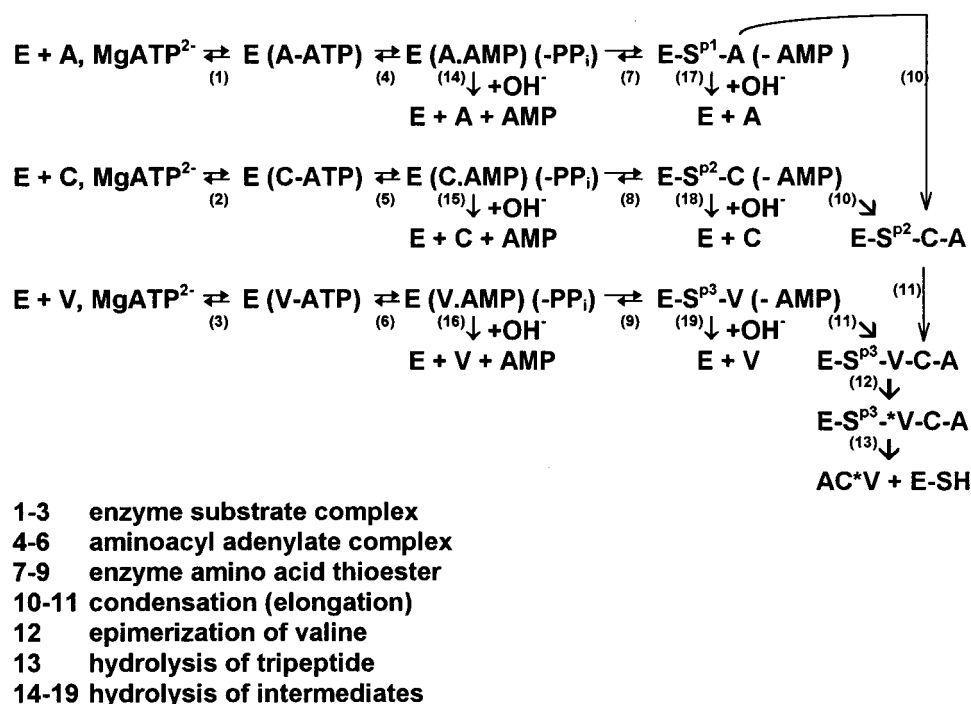 E + A, MgATP²⁻ ⇄ E (A-ATP) ⇄ E (A.AMP) (-PPᵢ) → E-Sᵖ¹-A (- AMP )
(1) (4) (14)↓ +OH⁻ (7) (17)↓ +OH⁻ (10)
E + A + AMP E + A
E + C, MgATP²⁻ ⇄ E (C-ATP) ⇄ E (C.AMP) (-PPᵢ) ⇄ E-Sᵖ²-C (- AMP)
(2) (5) (15)↓ +OH⁻ (8) (18)↓ +OH⁻ (10)↘
E + C + AMP E + C E-Sᵖ²-C-A
E + V, MgATP²⁻ ⇄ E (V-ATP) ⇄ E (V.AMP) (-PPᵢ) ⇄ E-Sᵖ³-V (- AMP) (11)↓
(3) (6) (16)↓ +OH⁻ (9) (19)↓ +OH⁻ (11)↘
E + V + AMP E + V E-Sᵖ³-V-C-A
(12)↓
E-Sᵖ³-*V-C-A
(13)↓
AC*V + E-SH
1-3 enzyme substrate complex
4-6 aminoacyl adenylate complex
7-9 enzyme amino acid thioester
10-11 condensation (elongation)
12 epimerization of valine
13 hydrolysis of tripeptide
14-19 hydrolysis of intermediates